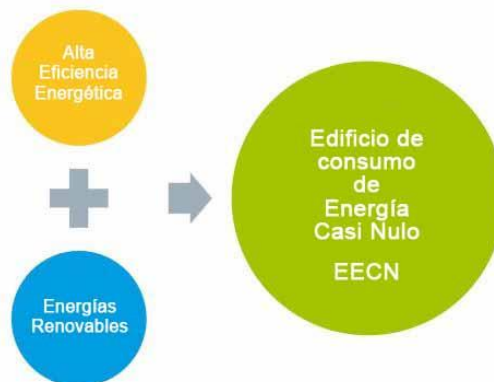 Alta
Eficiencia
Energética
Energías
Renovables
Edificio de
consumo
de
Energía
Casi Nulo
EECN